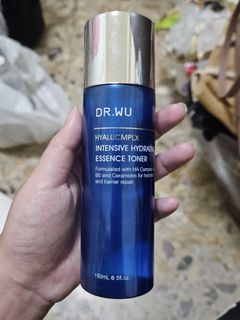 DR.WU
HYALUCMPLX
INTENSIVE HYDRATIN
ESSENCE TONER
Formulated with HA Complex
B5 and Ceramides for hydrat
and barrier repair.
150mL e 5fl.oz.